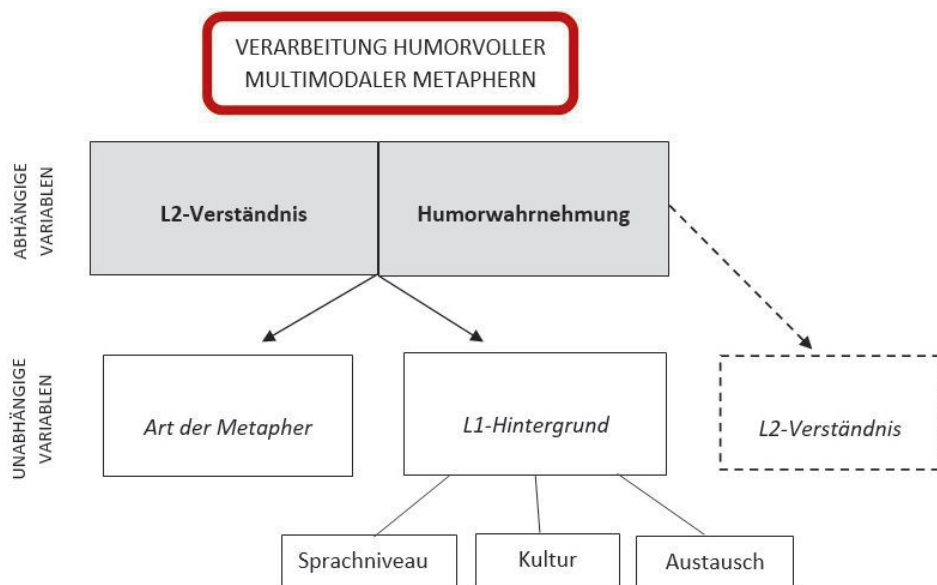 VERARBEITUNG HUMORVOLLER
MULTIMODALER METAPHERN
ABHÄNGIGE
VARIABLEN
L2-Verständnis
Humorwahrnehmung
UNABHÄNGIGE
VARIABLEN
Art der Metapher
L1-Hintergrund
L2-Verständnis
Sprachniveau
Kultur
Austausch